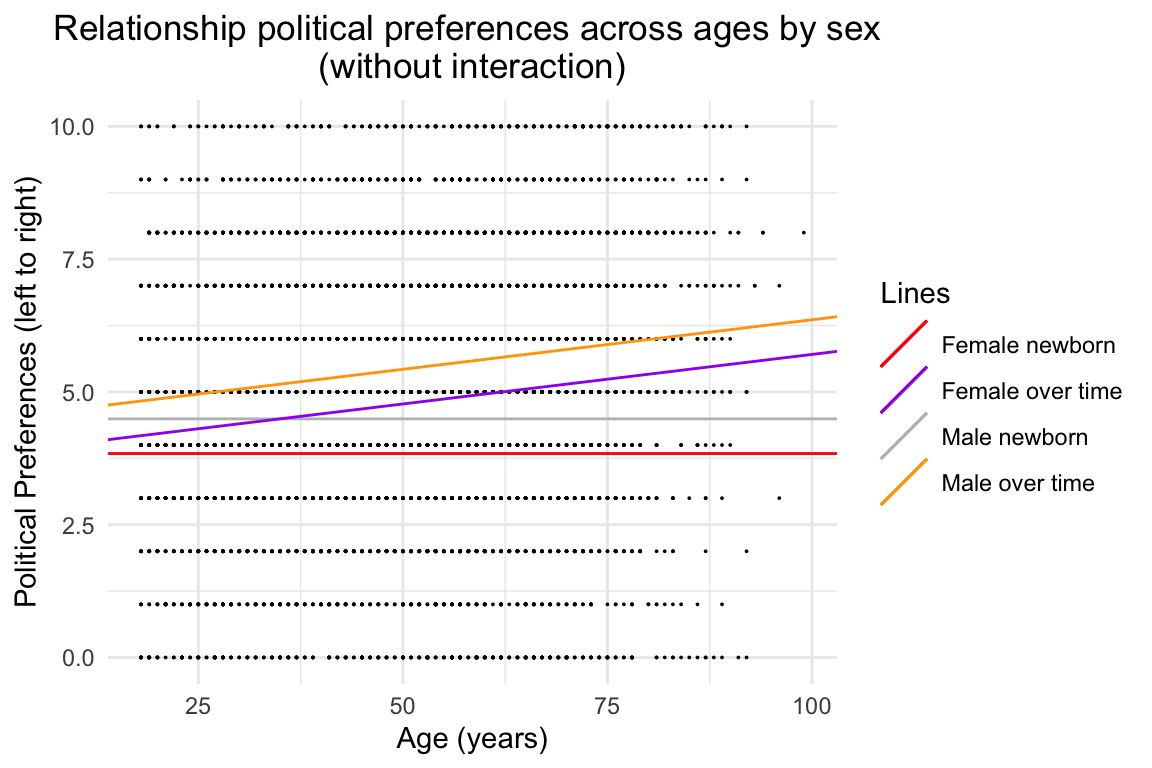 Relationship political preferences across ages by sex
(without interaction)
Political Preferences (left to right)
10.0
7.5
5.0
2.5
0.0
25 50 75 100
Age (years)
Lines
Female newborn
Female over time
Male newborn
Male over time